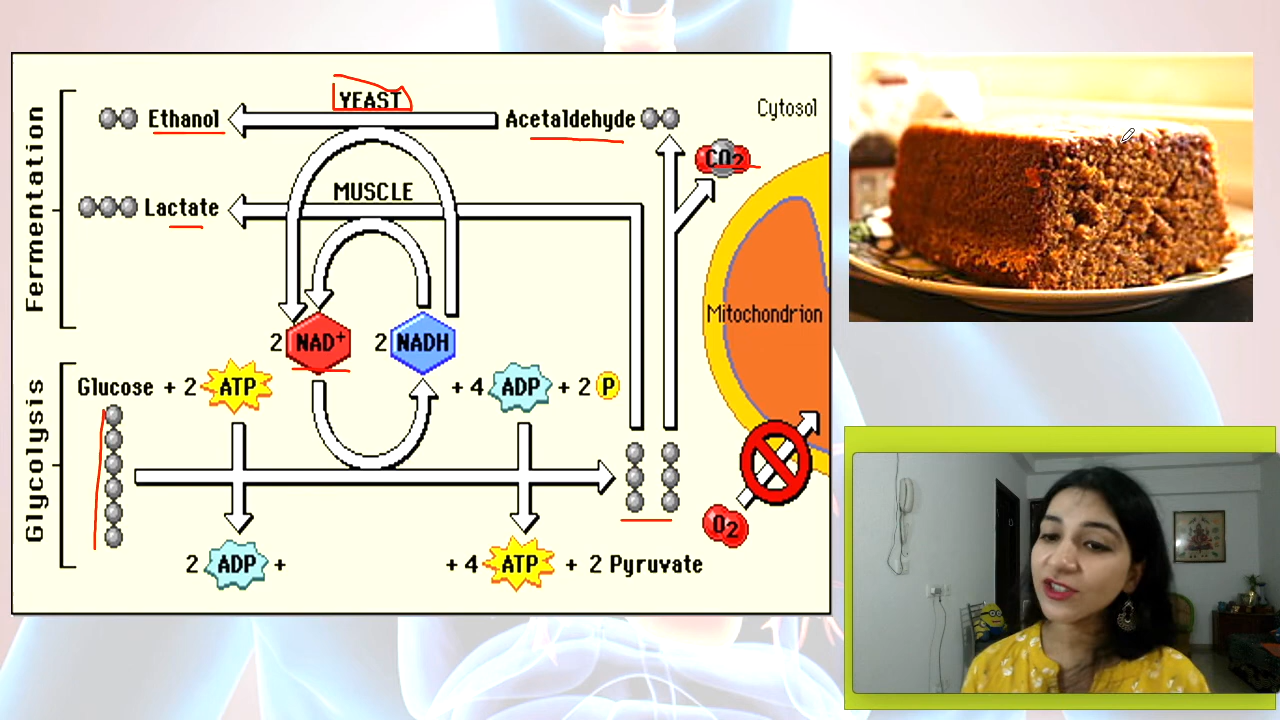 Fermentation
YEAST
Ethanol
Acetaldehyde
CO2
Cytosol
MUSCLE
Lactate
2 NAD+ 2 NADH
Mitochondrion
Glycolysis
Glucose + 2 ATP
+ 4 ADP + 2 P
O2
2 ADP +
+ 4 ATP + 2 Pyruvate